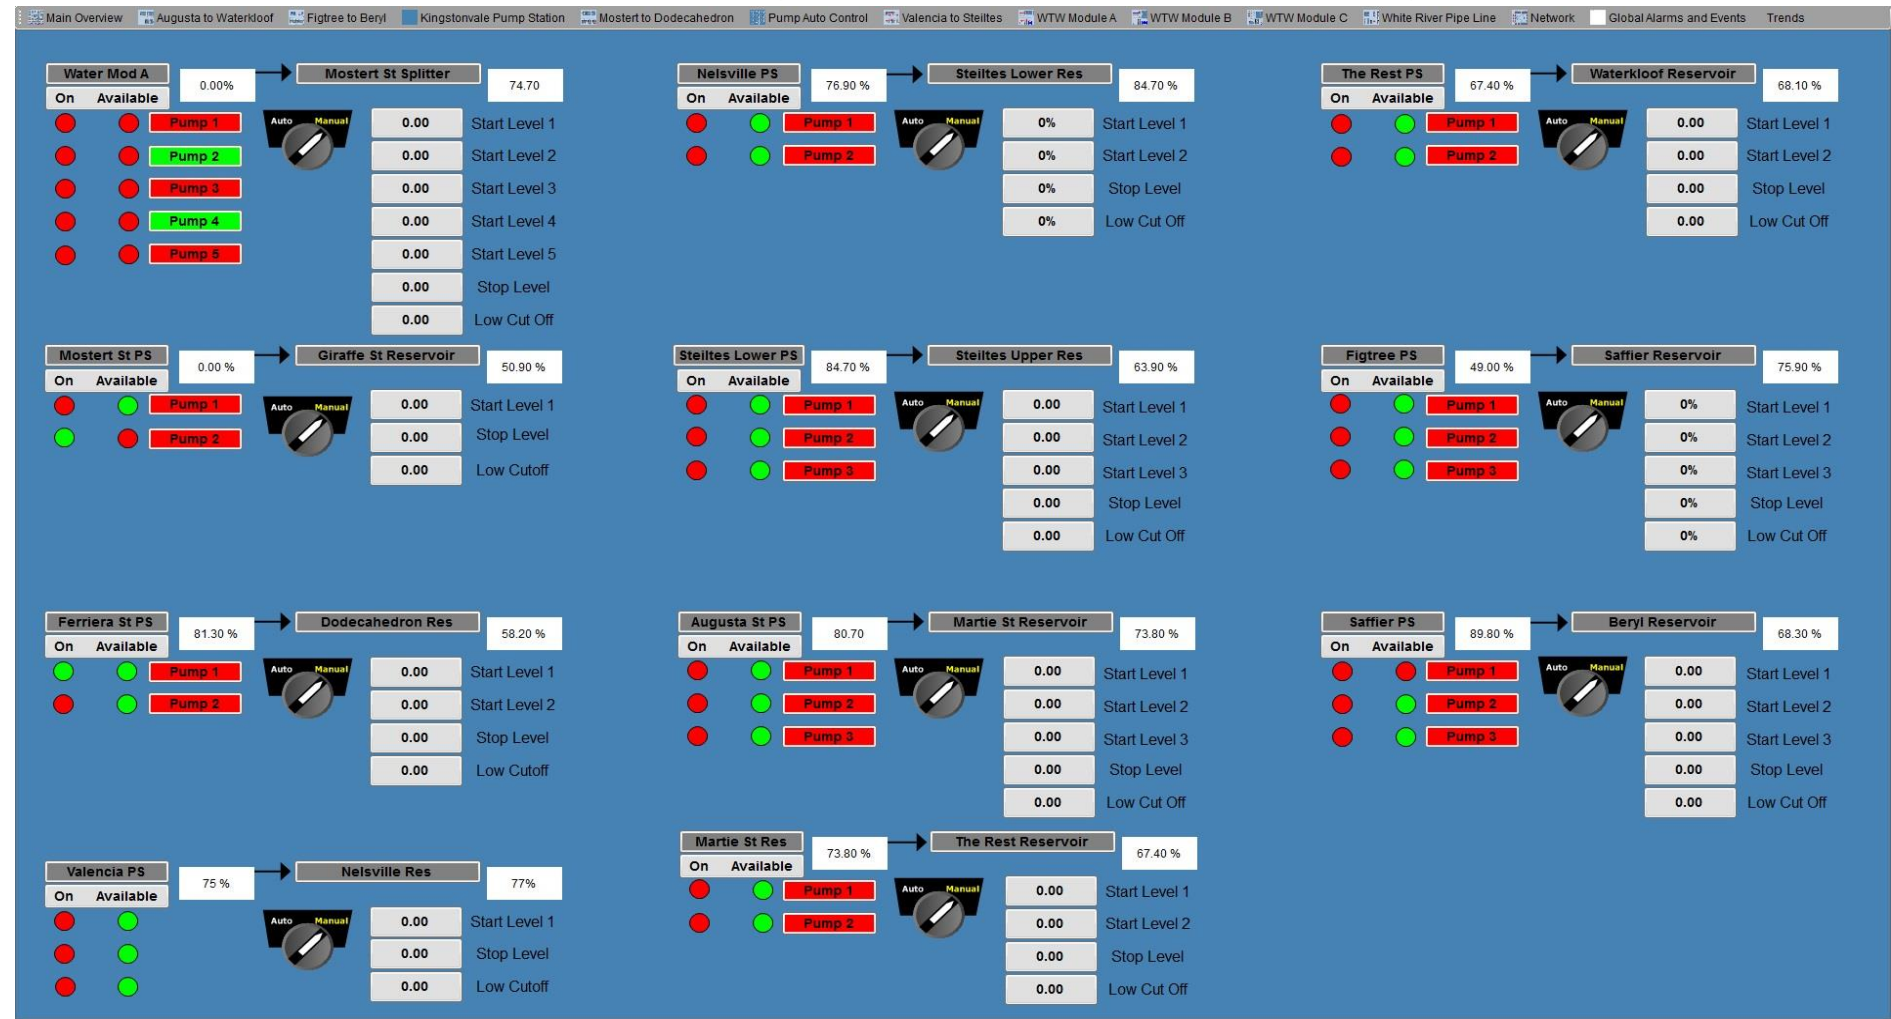 Main Overview Augusta to Waterkloof Figtree to Beryl Kingstonvale Pump Station Mostert to Dodecahedron Pump Auto Control Valencia to Steiltes WTW Module A WTW Module B WTW Module C White River Pipe Line Network Global Alarms and Events Trends
Water Mod A 0.00% Mostert St Splitter 74.70
On Available
Pump 1 Auto Manual 0.00 Start Level 1
Pump 2 0.00 Start Level 2
Pump 3 0.00 Start Level 3
Pump 4 0.00 Start Level 4
Pump 5 0.00 Start Level 5
0.00 Stop Level
0.00 Low Cut Off
Nelsville PS 76.90 % Steiltes Lower Res 84.70 %
On Available
Pump 1 Auto Manual 0% Start Level 1
Pump 2 0% Start Level 2
0% Stop Level
0% Low Cut Off
The Rest PS 67.40 % Waterkloof Reservoir 68.10 %
On Available
Pump 1 Auto Manual 0.00 Start Level 1
Pump 2 0.00 Start Level 2
0.00 Stop Level
0.00 Low Cut Off
Mostert St PS 0.00 % Giraffe St Reservoir 50.90 %
On Available
Pump 1 Auto Manual 0.00 Start Level 1
Pump 2 0.00 Stop Level
0.00 Low Cutoff
Steiltes Lower PS 84.70 % Steiltes Upper Res 63.90 %
On Available
Pump 1 Auto Manual 0.00 Start Level 1
Pump 2 0.00 Start Level 2
Pump 3 0.00 Start Level 3
0.00 Stop Level
0.00 Low Cut Off
Figtree PS 49.00 % Saffier Reservoir 75.90 %
On Available
Pump 1 Auto Manual 0% Start Level 1
Pump 2 0% Start Level 2
Pump 3 0% Start Level 3
0% Stop Level
0% Low Cut Off
Ferriera St PS 81.30 % Dodecahedron Res 58.20 %
On Available
Pump 1 Auto Manual 0.00 Start Level 1
Pump 2 0.00 Start Level 2
0.00 Stop Level
0.00 Low Cutoff
Augusta St PS 80.70 Martie St Reservoir 73.80 %
On Available
Pump 1 Auto Manual 0.00 Start Level 1
Pump 2 0.00 Start Level 2
Pump 3 0.00 Start Level 3
0.00 Stop Level
0.00 Low Cut Off
Saffier PS 89.80 % Beryl Reservoir 68.30 %
On Available
Pump 1 Auto Manual 0.00 Start Level 1
Pump 2 0.00 Start Level 2
Pump 3 0.00 Start Level 3
0.00 Stop Level
0.00 Low Cut Off
Valencia PS 75 % Nelsville Res 77%
On Available
Auto Manual 0.00 Start Level 1
0.00 Stop Level
0.00 Low Cutoff
Martie St Res 73.80 % The Rest Reservoir 67.40 %
On Available
Pump 1 Auto Manual 0.00 Start Level 1
Pump 2 0.00 Start Level 2
0.00 Stop Level
0.00 Low Cut Off